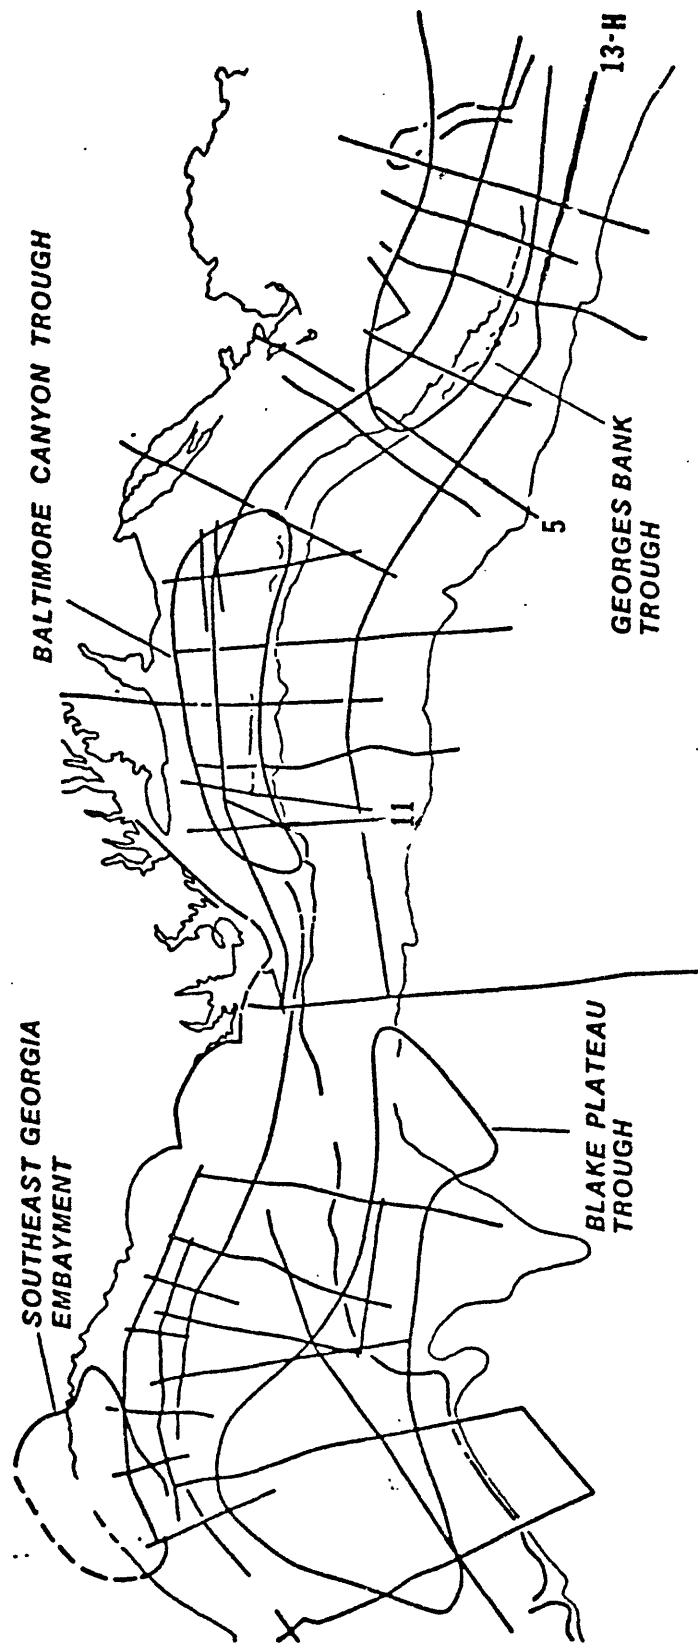 SOUTHEAST GEORGIA
EMBAYMENT
BALTIMORE CANYON TROUGH
BLAKE PLATEAU
TROUGH
11
5
GEORGES BANK
TROUGH
13-H